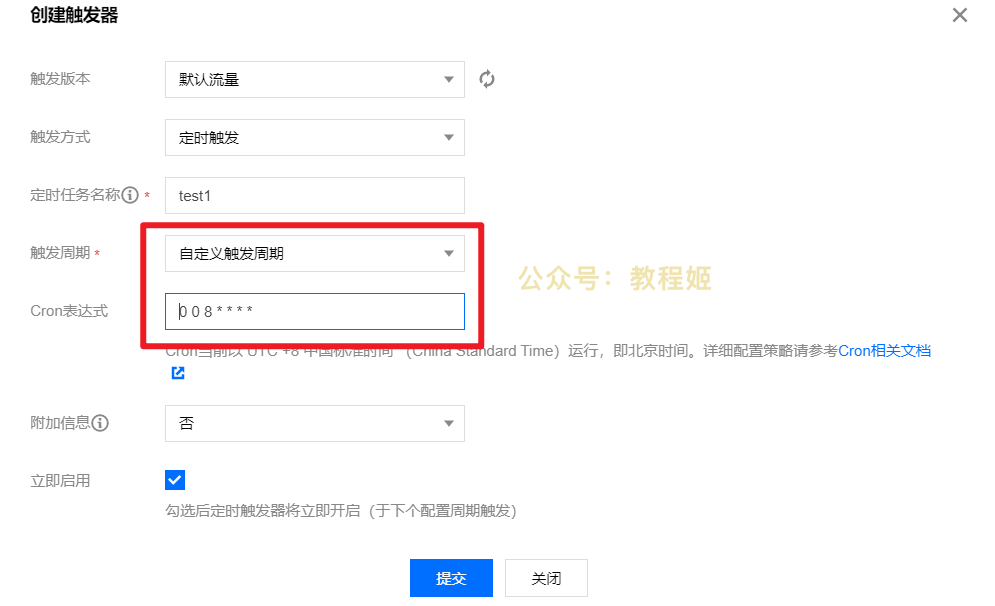 创建触发器
触发版本 默认流量
触发方式 定时触发
定时任务名称 * test1
触发周期 * 自定义触发周期
公众号：教程姬
Cron表达式 0 0 8 * * * *
Cron当前以 UTC +8 中国标准时间 （China Standard Time）运行，即北京时间。详细配置策略请参考Cron相关文档
附加信息 否
立即启用
勾选后定时触发器将立即开启（于下个配置周期触发）
提交 关闭